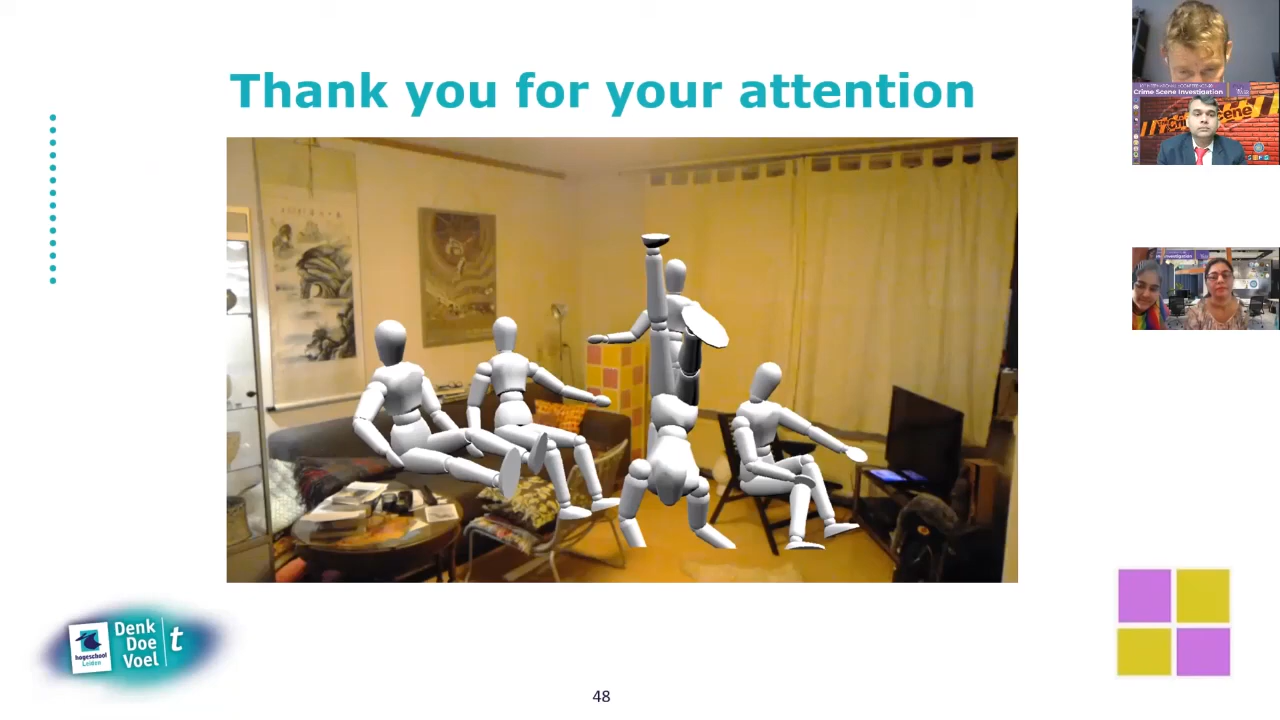 Thank you for your attention
Crime Scene Investigation
Denk
Doe
Voel
t
hogeschool
Leiden
48